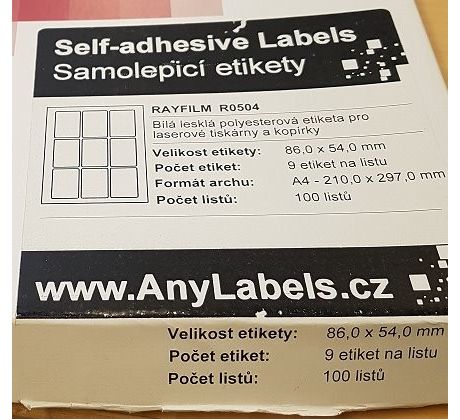 Self-adhesive Labels
Samolepicí etikety
RAYFILM R0504
Bílá lesklá polyesterová etiketa pro
laserové tiskárny a kopírky
Velikost etikety: 86,0 x 54,0 mm
Počet etiket: 9 etiket na listu
Formát archu: A4 - 210,0 x 297,0 mm
Počet listů: 100 listů
www.AnyLabels.cz
Velikost etikety: 86,0 x 54,0 mm
Počet etiket: 9 etiket na listu
Počet listů: 100 listů